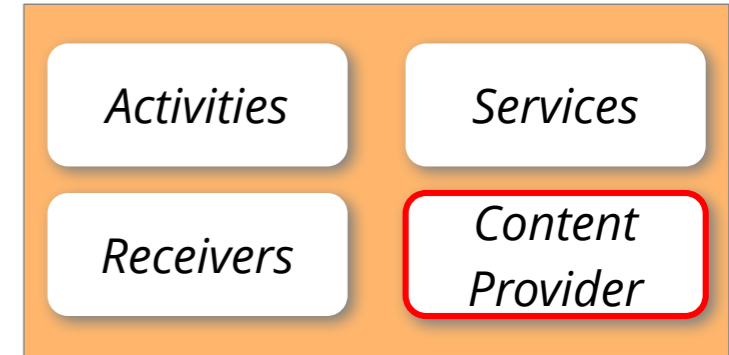 Activities
Services
Receivers
Content
Provider